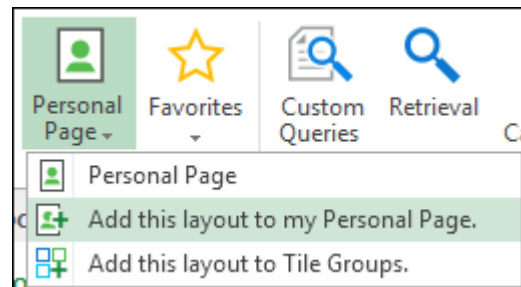 Personal Page
Favorites
Custom Queries
Retrieval
C
Personal Page
Add this layout to my Personal Page.
Add this layout to Tile Groups.